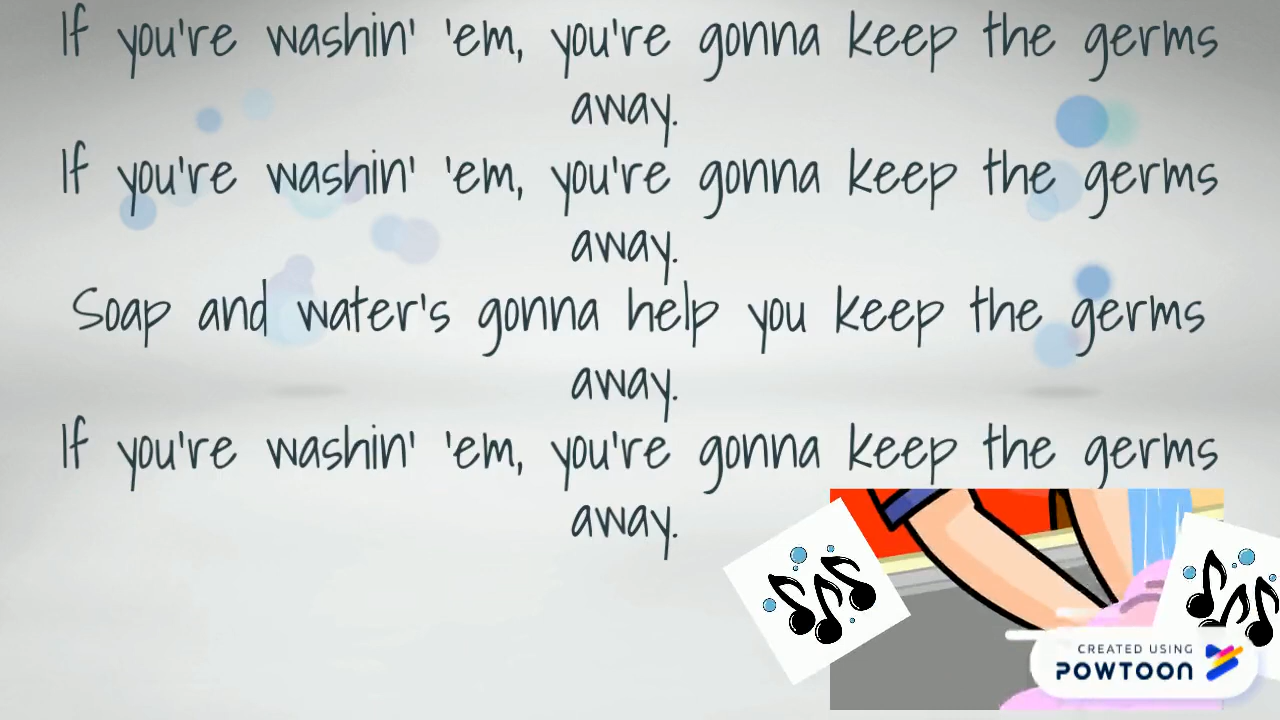 If you're washin' 'em, you're gonna keep the germs
away.
If you're washin' 'em, you're gonna keep the germs
away.
Soap and water's gonna help you keep the germs
away.
If you're washin' 'em, you're gonna keep the germs
away.
CREATED USING
POWTOON